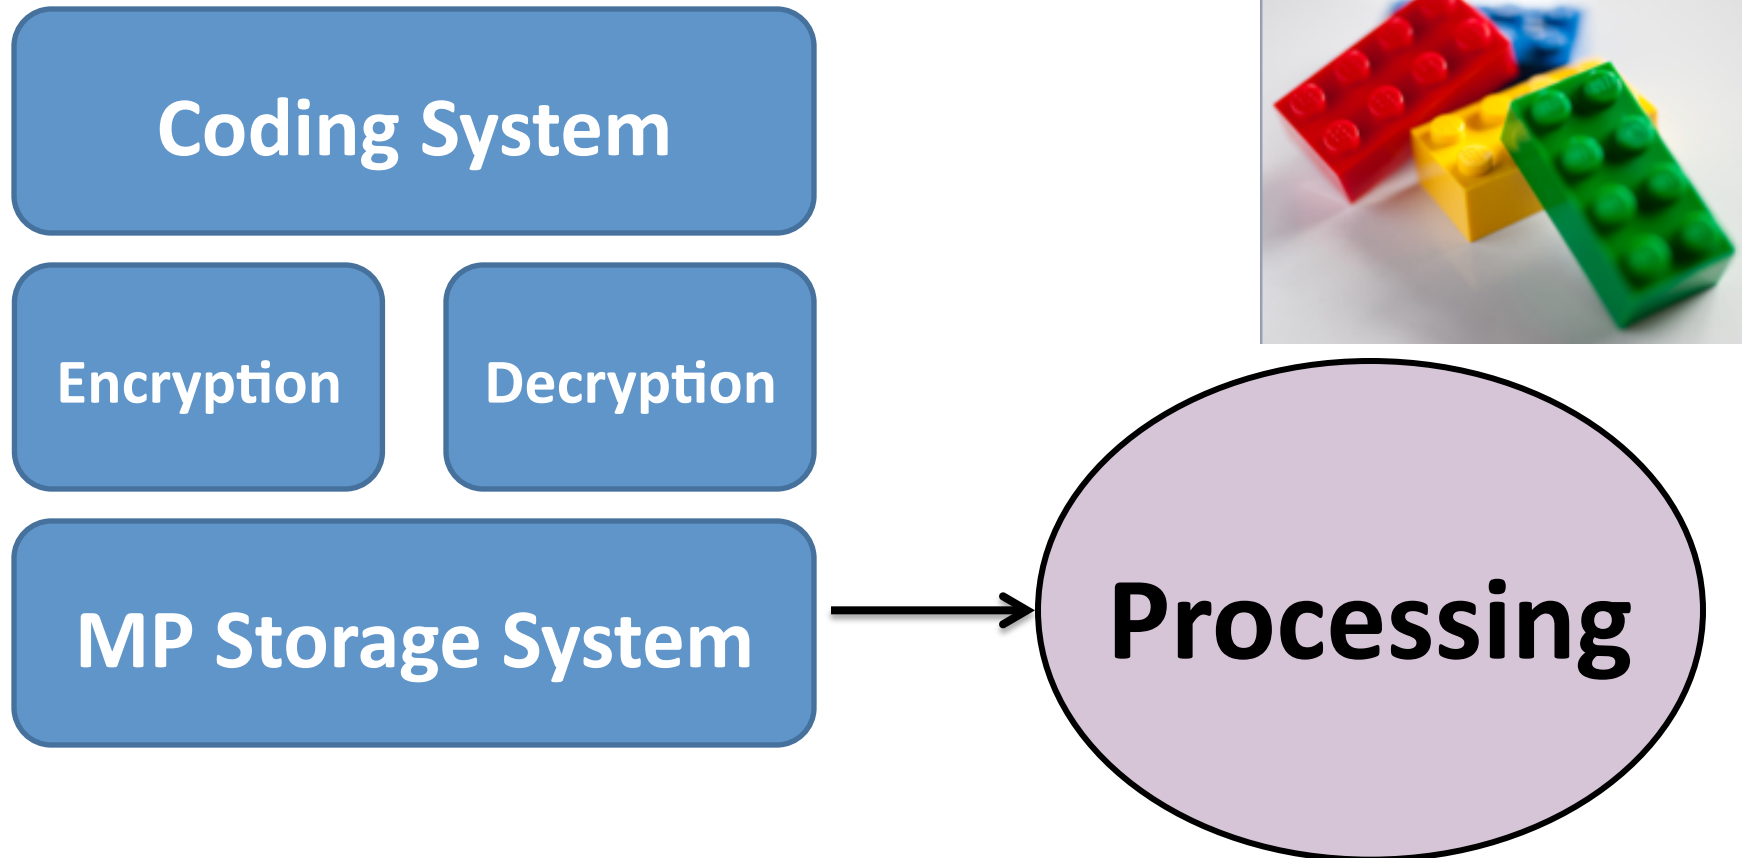 Coding System
Encryption
Decryption
MP Storage System
Processing